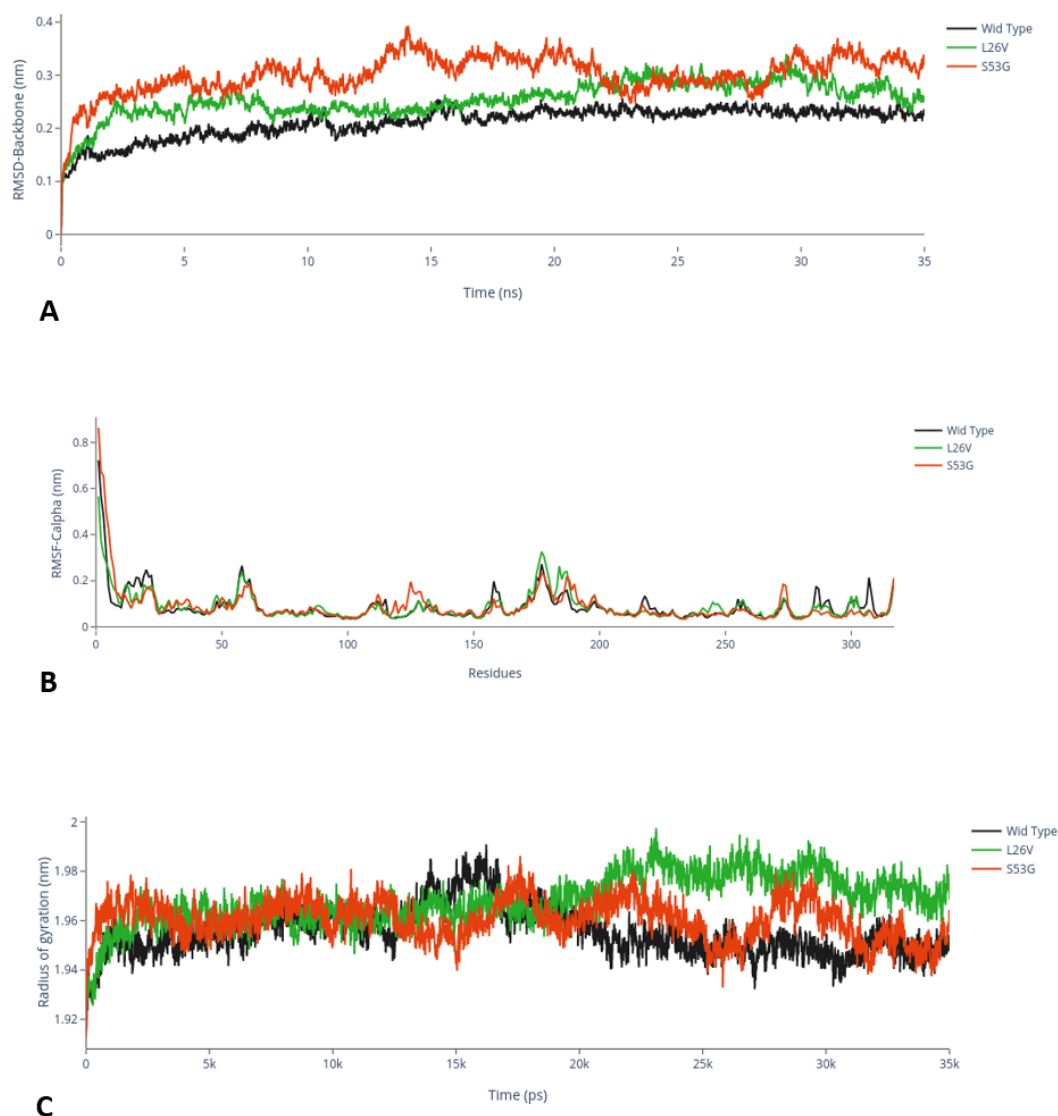 RMSD-Backbone (nm)
0.4
0.3
0.2
0.1
0
0 5 10 15 20 25 30 35
Time (ns)
Wid Type
L26V
S53G
A
RMSF-Calpha (nm)
0.8
0.6
0.4
0.2
0
0 50 100 150 200 250 300
Residues
Wid Type
L26V
S53G
B
Radius of gyration (nm)
2
1.98
1.96
1.94
1.92
0 5k 10k 15k 20k 25k 30k 35k
Time (ps)
Wid Type
L26V
S53G
C